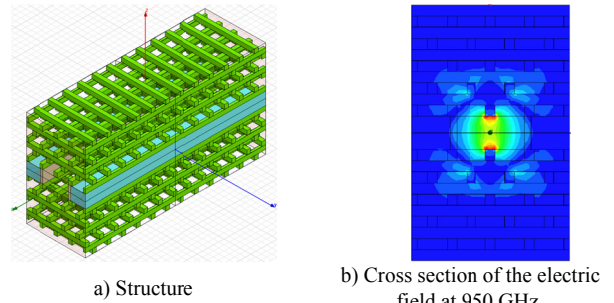 a) Structure
b) Cross section of the electric
field at 950 GHz